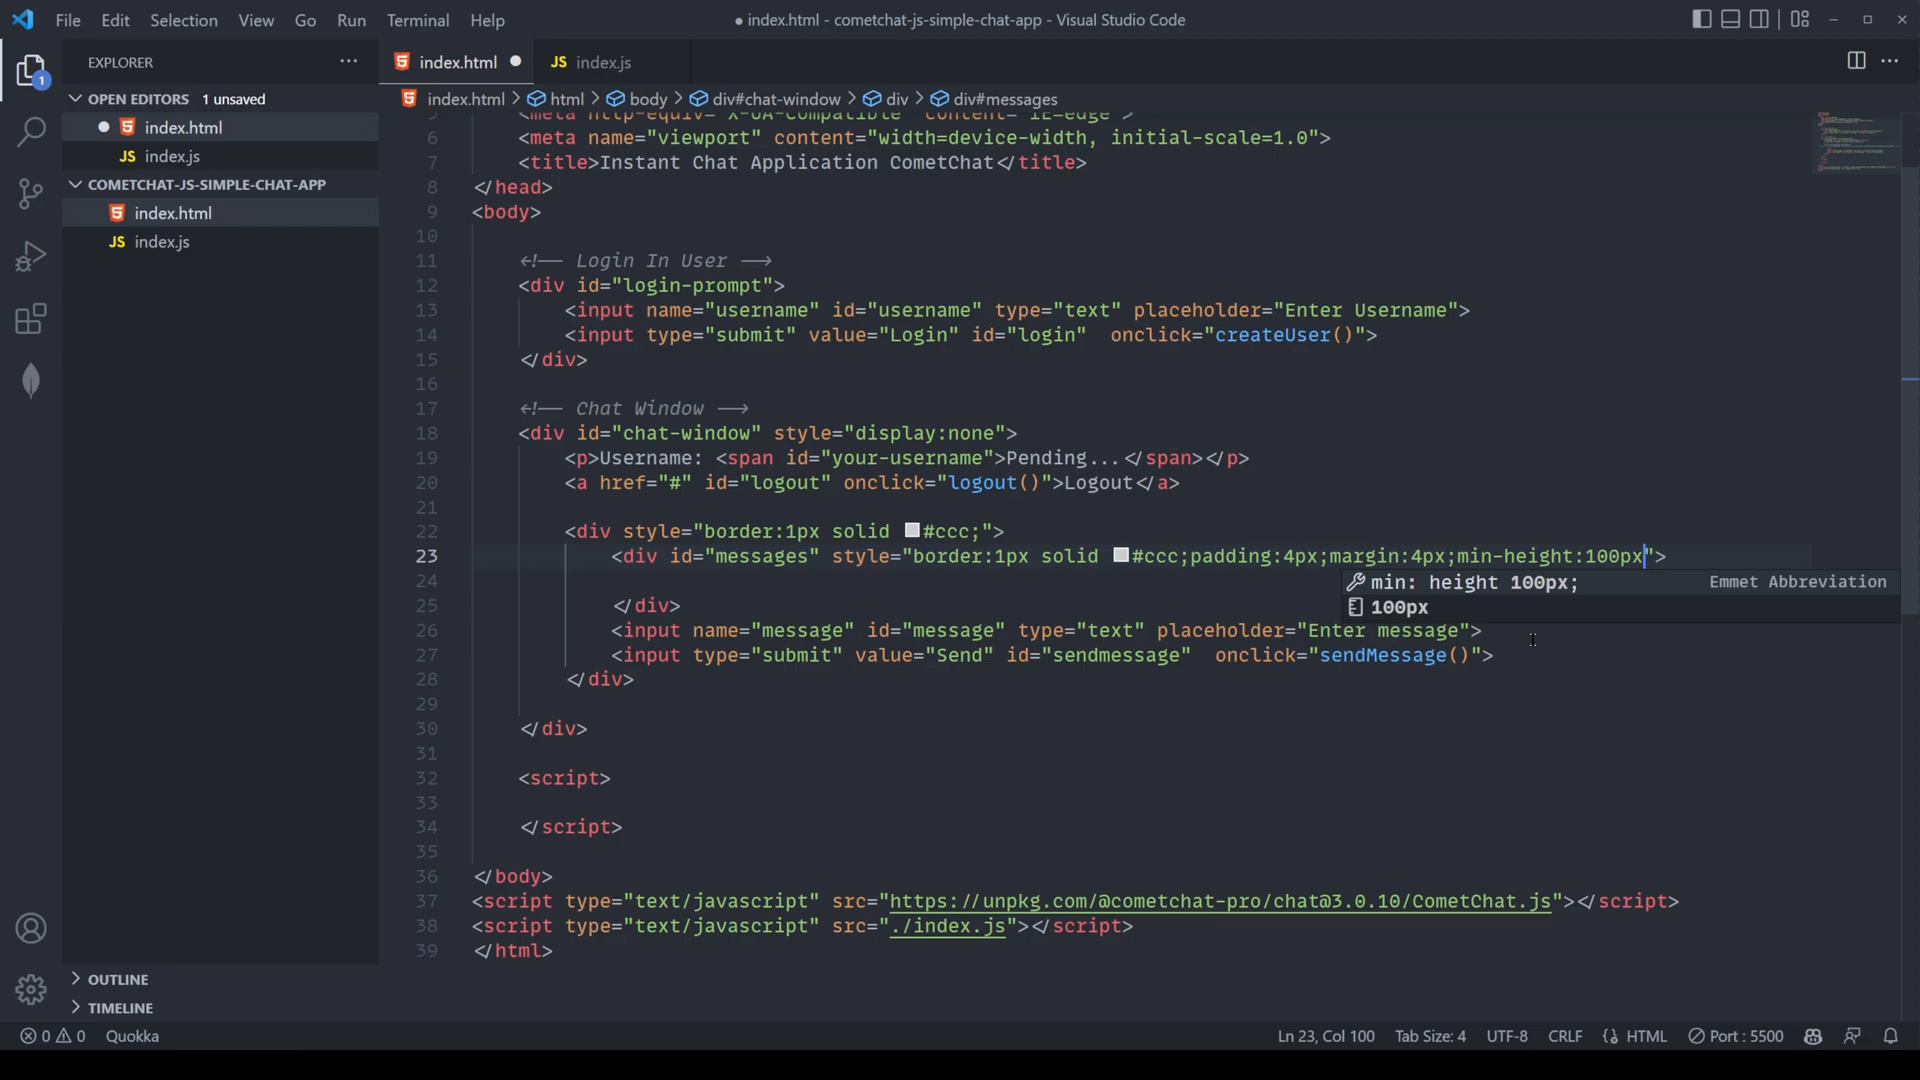 File Edit Selection View Go Run Terminal Help
● index.html - cometchat-js-simple-chat-app - Visual Studio Code
EXPLORER ···
index.html ●
JS index.js
OPEN EDITORS 1 unsaved
● index.html
JS index.js
COMETCHAT-JS-SIMPLE-CHAT-APP
index.html
JS index.js
OUTLINE
TIMELINE
1
index.html > html > body > div#chat-window > div > div#messages
5 <meta http-equiv="X-UA-Compatible" content="IE=edge">
6 <meta name="viewport" content="width=device-width, initial-scale=1.0">
7 <title>Instant Chat Application CometChat</title>
8 </head>
9 <body>
10
11 <!-- Login In User -->
12 <div id="login-prompt">
13 <input name="username" id="username" type="text" placeholder="Enter Username">
14 <input type="submit" value="Login" id="login"  onclick="createUser()">
15 </div>
16
17 <!-- Chat Window -->
18 <div id="chat-window" style="display:none">
19 <p>Username: <span id="your-username">Pending...</span></p>
20 <a href="#" id="logout" onclick="logout()">Logout</a>
21
22 <div style="border:1px solid #ccc;">
23 <div id="messages" style="border:1px solid #ccc;padding:4px;margin:4px;min-height:100px">
min: height 100px; Emmet Abbreviation
100px
24
25 </div>
26 <input name="message" id="message" type="text" placeholder="Enter message">
27 <input type="submit" value="Send" id="sendmessage"  onclick="sendMessage()">
28 </div>
29
30 </div>
31
32 <script>
33
34 </script>
35
36 </body>
37 <script type="text/javascript" src="https://unpkg.com/@cometchat-pro/chat@3.0.10/CometChat.js"></script>
38 <script type="text/javascript" src="./index.js"></script>
39 </html>
0 0 Quokka
Ln 23, Col 100 Tab Size: 4 UTF-8 CRLF HTML Port : 5500